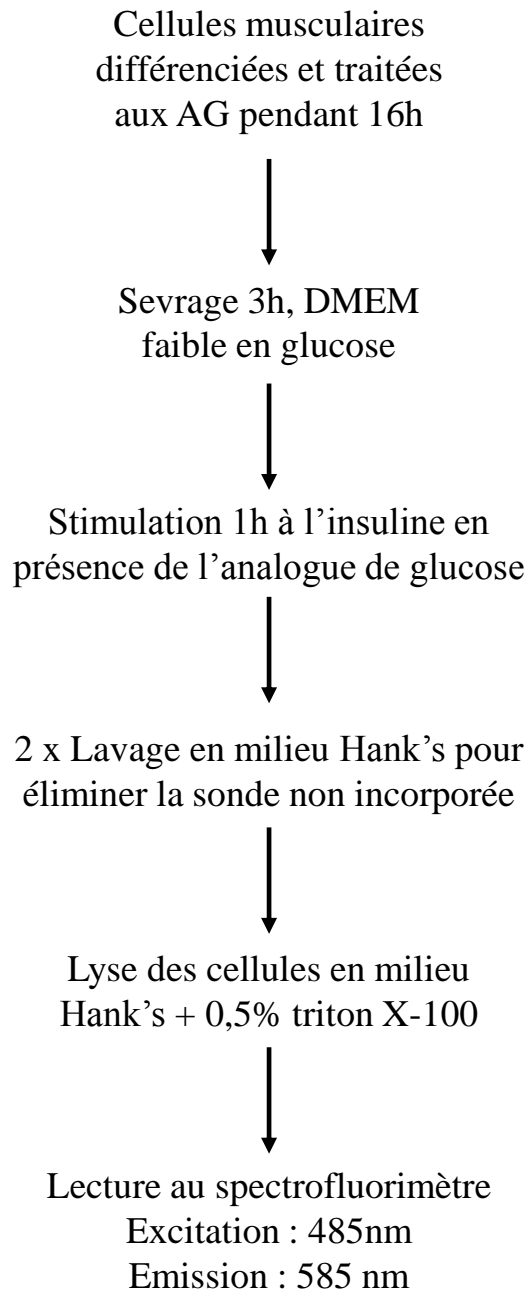 Cellules musculaires
différenciées et traitées
aux AG pendant 16h
Sevrage 3h, DMEM
faible en glucose
Stimulation 1h à l’insuline en
présence de l’analogue de glucose
2 x Lavage en milieu Hank’s pour
éliminer la sonde non incorporée
Lyse des cellules en milieu
Hank’s + 0,5% triton X-100
Lecture au spectrofluorimètre
Excitation : 485nm
Emission : 585 nm